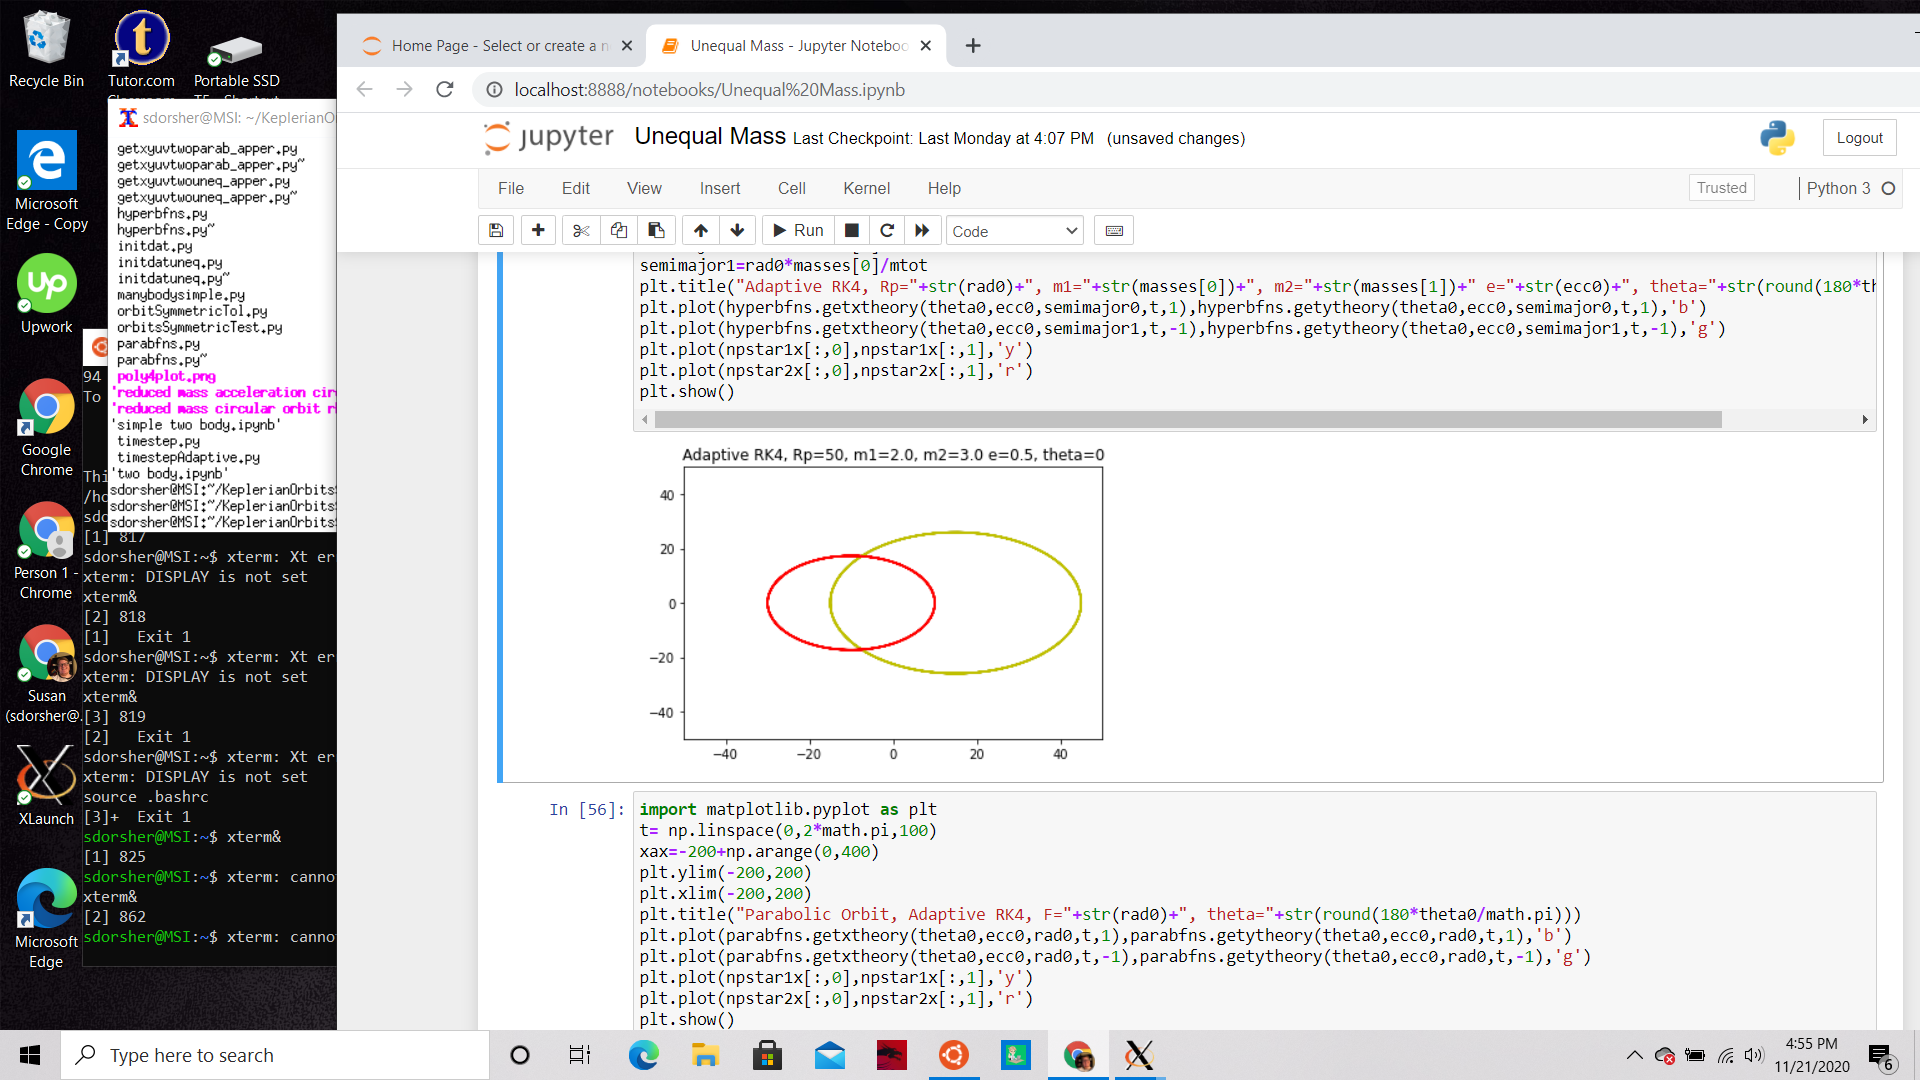 Recycle Bin
Tutor.com
Portable SSD
Microsoft
Edge - Copy
Upwork
Google
Chrome
Person 1 -
Chrome
Susan
(sdorsher@.
XLaunch
Microsoft
Edge
sdorsher@MSI: ~/KeplerianO
getxyuvtwoparab_apper.py
getxyuvtwoparab_apper.py~
getxyuvtwouneq_apper.py
getxyuvtwouneq_apper.py~
hyperbfns.py
hyperbfns.py~
initdat.py
initdatuneq.py
initdatuneq.py~
manybodysimple.py
orbitSymmetricTol.py
orbitsSymmetricTest.py
parabfns.py
parabfns.py~
poly4plot.png
'reduced mass acceleration cir
'reduced mass circular orbit r
'simple two body.ipynb'
timestep.py
timestepAdaptive.py
'two body.ipynb'
sdorsher@MSI:~/KeplerianOrbits
sdorsher@MSI:~/KeplerianOrbits
sdorsher@MSI:~/KeplerianOrbits
94
To
Thi
/ho
sdo
[1] 817
sdorsher@MSI:~$ xterm: Xt er
xterm: DISPLAY is not set
xterm&
[2] 818
[1]   Exit 1
sdorsher@MSI:~$ xterm: Xt er
xterm: DISPLAY is not set
xterm&
[3] 819
[2]   Exit 1
sdorsher@MSI:~$ xterm: Xt er
xterm: DISPLAY is not set
source .bashrc
[3]+  Exit 1
sdorsher@MSI:~$ xterm&
[1] 825
sdorsher@MSI:~$ xterm: canno
xterm&
[2] 862
sdorsher@MSI:~$ xterm: canno
Home Page - Select or create a n
Unequal Mass - Jupyter Notebo
localhost:8888/notebooks/Unequal%20Mass.ipynb
jupyter Unequal Mass Last Checkpoint: Last Monday at 4:07 PM (unsaved changes)
Logout
File Edit View Insert Cell Kernel Help
Trusted
Python 3
Run
Code
semimajor1=rad0*masses[0]/mtot
plt.title("Adaptive RK4, Rp="+str(rad0)+", m1="+str(masses[0])+", m2="+str(masses[1])+" e="+str(ecc0)+", theta="+str(round(180*th
plt.plot(hyperbfns.getxtheory(theta0,ecc0,semimajor0,t,1),hyperbfns.getytheory(theta0,ecc0,semimajor0,t,1),'b')
plt.plot(hyperbfns.getxtheory(theta0,ecc0,semimajor1,t,-1),hyperbfns.getytheory(theta0,ecc0,semimajor1,t,-1),'g')
plt.plot(npstar1x[:,0],npstar1x[:,1],'y')
plt.plot(npstar2x[:,0],npstar2x[:,1],'r')
plt.show()
Adaptive RK4, Rp=50, m1=2.0, m2=3.0 e=0.5, theta=0
40
20
0
−20
−40
−40 −20 0 20 40
In [56]:
import matplotlib.pyplot as plt
t= np.linspace(0,2*math.pi,100)
xax=-200+np.arange(0,400)
plt.ylim(-200,200)
plt.xlim(-200,200)
plt.title("Parabolic Orbit, Adaptive RK4, F="+str(rad0)+", theta="+str(round(180*theta0/math.pi)))
plt.plot(parabfns.getxtheory(theta0,ecc0,rad0,t,1),parabfns.getytheory(theta0,ecc0,rad0,t,1),'b')
plt.plot(parabfns.getxtheory(theta0,ecc0,rad0,t,-1),parabfns.getytheory(theta0,ecc0,rad0,t,-1),'g')
plt.plot(npstar1x[:,0],npstar1x[:,1],'y')
plt.plot(npstar2x[:,0],npstar2x[:,1],'r')
plt.show()
Type here to search
4:55 PM
11/21/2020
6